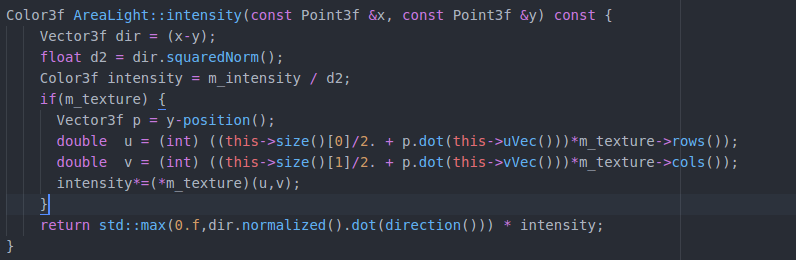 Color3f AreaLight::intensity(const Point3f &x, const Point3f &y) const {
Vector3f dir = (x-y);
float d2 = dir.squaredNorm();
Color3f intensity = m_intensity / d2;
if(m_texture) {
Vector3f p = y-position();
double  u = (int) ((this->size()[0]/2. + p.dot(this->uVec()))*m_texture->rows());
double  v = (int) ((this->size()[1]/2. + p.dot(this->vVec()))*m_texture->cols());
intensity*=(*m_texture)(u,v);
}
return std::max(0.f,dir.normalized().dot(direction())) * intensity;
}